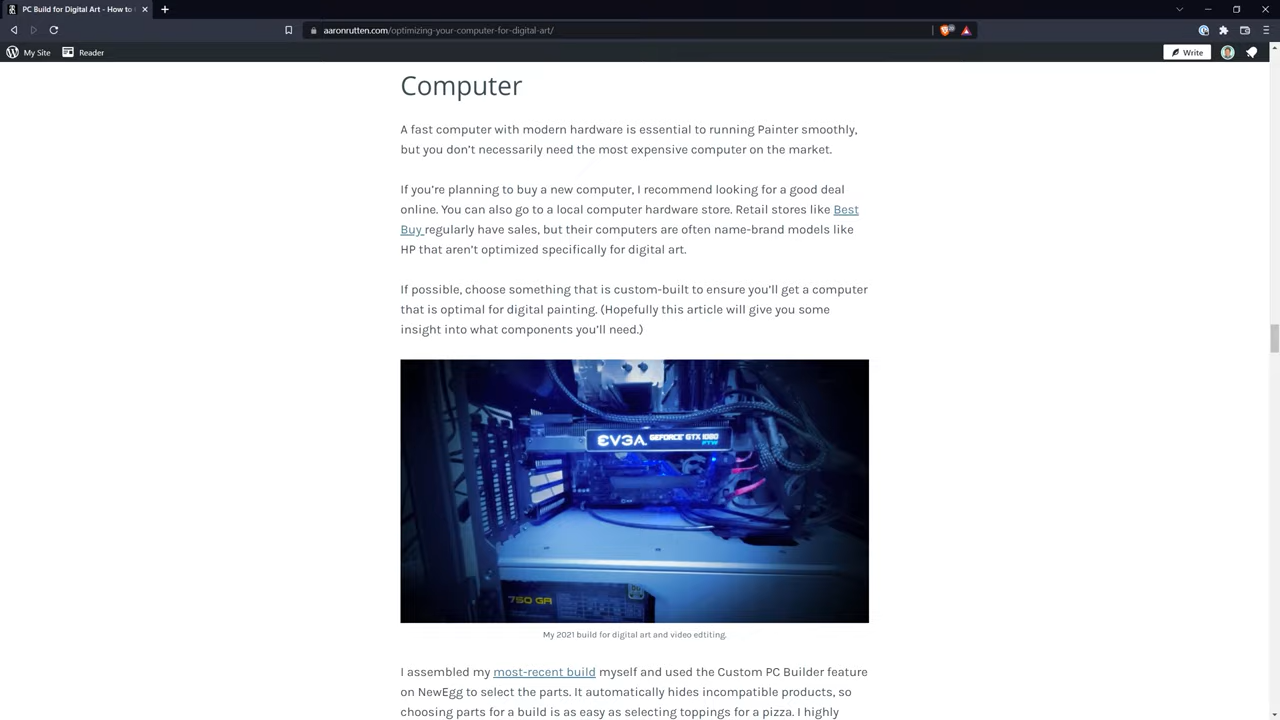 PC Build for Digital Art - How to
aaronrutten.com/optimizing-your-computer-for-digital-art/
My Site
Reader
Write
Computer
A fast computer with modern hardware is essential to running Painter smoothly,
but you don't necessarily need the most expensive computer on the market.
If you're planning to buy a new computer, I recommend looking for a good deal
online. You can also go to a local computer hardware store. Retail stores like Best
Buy regularly have sales, but their computers are often name-brand models like
HP that aren't optimized specifically for digital art.
If possible, choose something that is custom-built to ensure you'll get a computer
that is optimal for digital painting. (Hopefully this article will give you some
insight into what components you'll need.)
EVGA GEFORCE GTX 1080
FTW
750
My 2021 build for digital art and video edtiting.
I assembled my most-recent build myself and used the Custom PC Builder feature
on NewEgg to select the parts. It automatically hides incompatible products, so
choosing parts for a build is as easy as selecting toppings for a pizza. I highly